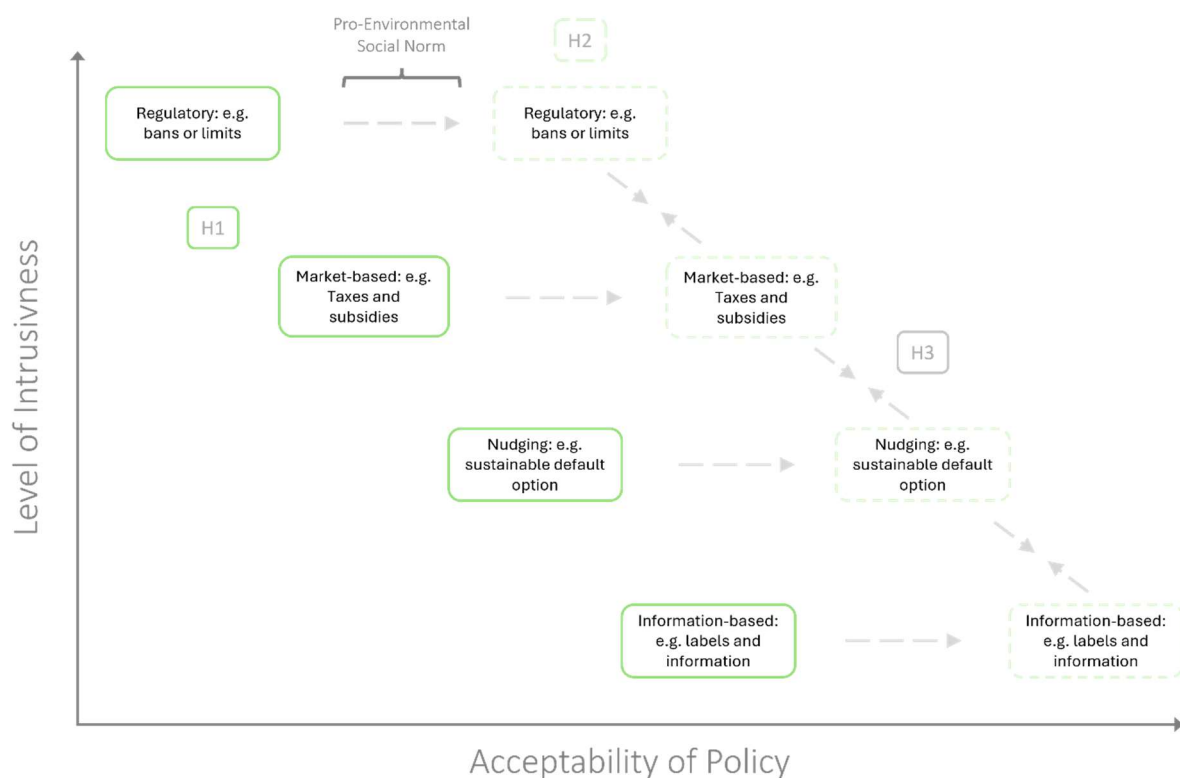 Pro-Environmental
Social Norm
H2
Regulatory: e.g.
bans or limits
Regulatory: e.g.
bans or limits
H1
Market-based: e.g.
Taxes and
subsidies
Market-based: e.g.
Taxes and
subsidies
H3
Nudging: e.g.
sustainable default
option
Nudging: e.g.
sustainable default
option
Information-based:
e.g. labels and
information
Information-based:
e.g. labels and
information
Level of Intrusivness
Acceptability of Policy